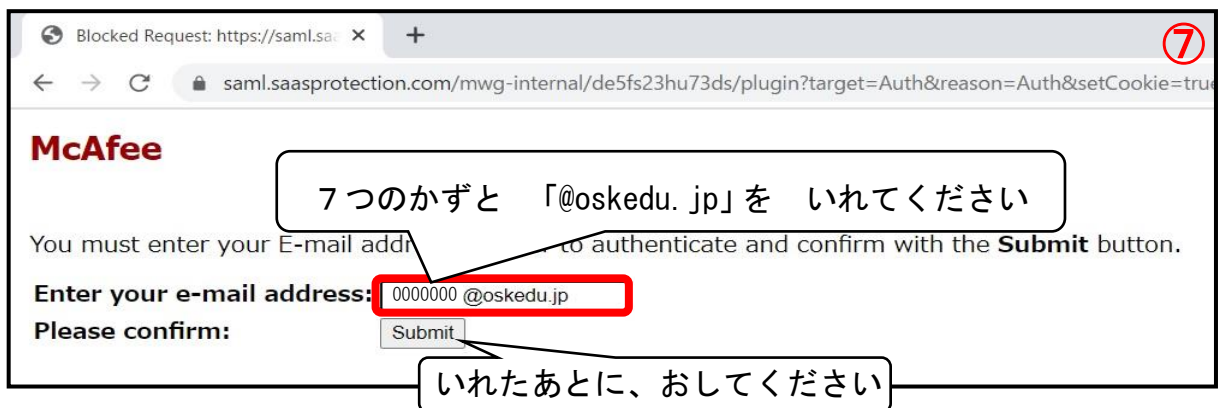 Blocked Request: https://saml.saa
⑦
saml.saasprotection.com/mwg-internal/de5fs23hu73ds/plugin?target=Auth&reason=Auth&setCookie=true
McAfee
７つのかずと　「@oskedu.jp」を　いれてください
You must enter your E-mail addr to authenticate and confirm with the Submit button.
Enter your e-mail address: 0000000 @oskedu.jp
Please confirm: Submit
いれたあとに、おしてください